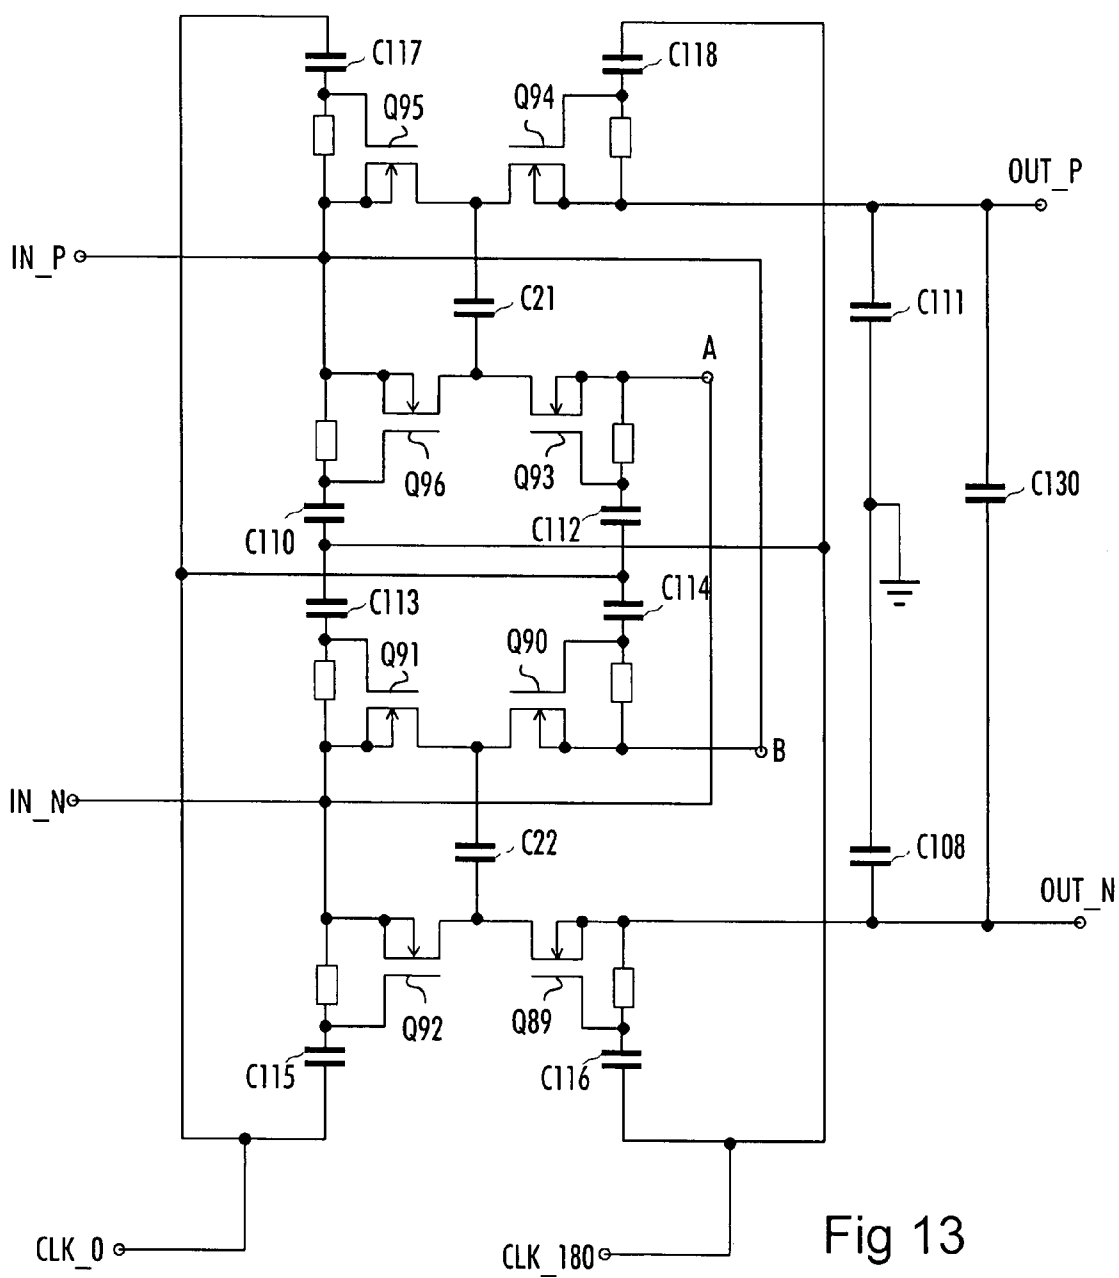 C117
C118
Q95
Q94
OUT_P
IN_P
C21
C111
A
Q96
Q93
C130
C110
C112
C113
C114
Q91
Q90
B
IN_N
C22
C108
OUT_N
Q92
Q89
C115
C116
CLK_0
CLK_180
Fig 13